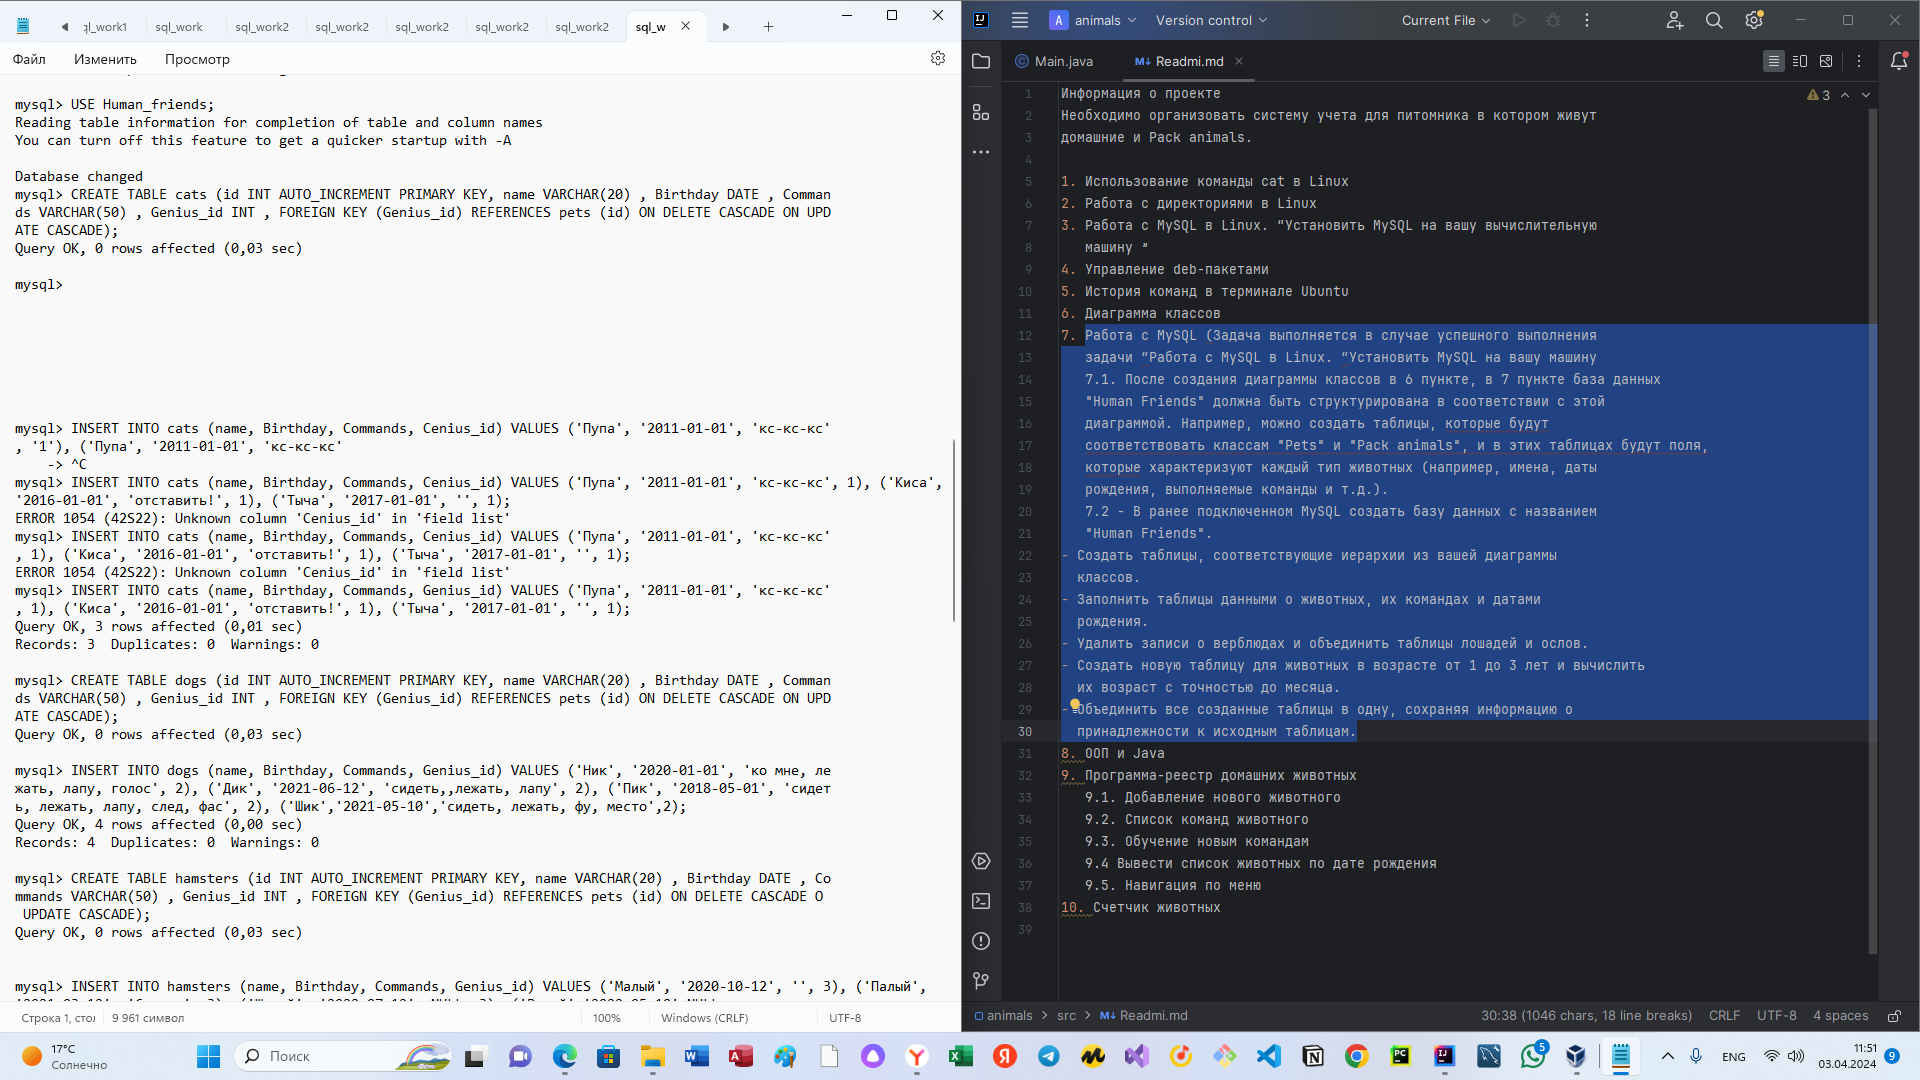 ql_work1
sql_work
sql_work2
sql_work2
sql_work2
sql_work2
sql_work2
sql_w
Файл
Изменить
Просмотр
mysql> USE Human_friends;
Reading table information for completion of table and column names
You can turn off this feature to get a quicker startup with -A
Database changed
mysql> CREATE TABLE cats (id INT AUTO_INCREMENT PRIMARY KEY, name VARCHAR(20) , Birthday DATE , Comman
ds VARCHAR(50) , Genius_id INT , FOREIGN KEY (Genius_id) REFERENCES pets (id) ON DELETE CASCADE ON UPD
ATE CASCADE);
Query OK, 0 rows affected (0,03 sec)
mysql>
mysql> INSERT INTO cats (name, Birthday, Commands, Cenius_id) VALUES ('Пупа', '2011-01-01', 'кс-кс-кс'
, '1'), ('Пупа', '2011-01-01', 'кс-кс-кс'
-> ^C
mysql> INSERT INTO cats (name, Birthday, Commands, Cenius_id) VALUES ('Пупа', '2011-01-01', 'кс-кс-кс', 1), ('Киса',
'2016-01-01', 'отставить!', 1), ('Тыча', '2017-01-01', '', 1);
ERROR 1054 (42S22): Unknown column 'Cenius_id' in 'field list'
mysql> INSERT INTO cats (name, Birthday, Commands, Cenius_id) VALUES ('Пупа', '2011-01-01', 'кс-кс-кс'
, 1), ('Киса', '2016-01-01', 'отставить!', 1), ('Тыча', '2017-01-01', '', 1);
ERROR 1054 (42S22): Unknown column 'Cenius_id' in 'field list'
mysql> INSERT INTO cats (name, Birthday, Commands, Genius_id) VALUES ('Пупа', '2011-01-01', 'кс-кс-кс'
, 1), ('Киса', '2016-01-01', 'отставить!', 1), ('Тыча', '2017-01-01', '', 1);
Query OK, 3 rows affected (0,01 sec)
Records: 3  Duplicates: 0  Warnings: 0
mysql> CREATE TABLE dogs (id INT AUTO_INCREMENT PRIMARY KEY, name VARCHAR(20) , Birthday DATE , Comman
ds VARCHAR(50) , Genius_id INT , FOREIGN KEY (Genius_id) REFERENCES pets (id) ON DELETE CASCADE ON UPD
ATE CASCADE);
Query OK, 0 rows affected (0,03 sec)
mysql> INSERT INTO dogs (name, Birthday, Commands, Genius_id) VALUES ('Ник', '2020-01-01', 'ко мне, ле
жать, лапу, голос', 2), ('Дик', '2021-06-12', 'сидеть,,лежать, лапу', 2), ('Пик', '2018-05-01', 'сидет
ь, лежать, лапу, след, фас', 2), ('Шик','2021-05-10','сидеть, лежать, фу, место',2);
Query OK, 4 rows affected (0,00 sec)
Records: 4  Duplicates: 0  Warnings: 0
mysql> CREATE TABLE hamsters (id INT AUTO_INCREMENT PRIMARY KEY, name VARCHAR(20) , Birthday DATE , Co
mmands VARCHAR(50) , Genius_id INT , FOREIGN KEY (Genius_id) REFERENCES pets (id) ON DELETE CASCADE O
UPDATE CASCADE);
Query OK, 0 rows affected (0,03 sec)
mysql> INSERT INTO hamsters (name, Birthday, Commands, Genius_id) VALUES ('Малый', '2020-10-12', '', 3), ('Палый',
Строка 1, стол
9 961 символ
100%
Windows (CRLF)
UTF-8
A animals
Version control
Current File
Main.java
Readmi.md
3
1 Информация о проекте
2 Необходимо организовать систему учета для питомника в котором живут
3 домашние и Pack animals.
4
5 1. Использование команды cat в Linux
6 2. Работа с директориями в Linux
7 3. Работа с MySQL в Linux. “Установить MySQL на вашу вычислительную
8 машину ”
9 4. Управление deb-пакетами
10 5. История команд в терминале Ubuntu
11 6. Диаграмма классов
12 7. Работа с MySQL (Задача выполняется в случае успешного выполнения
13 задачи “Работа с MySQL в Linux. “Установить MySQL на вашу машину
14 7.1. После создания диаграммы классов в 6 пункте, в 7 пункте база данных
15 "Human Friends" должна быть структурирована в соответствии с этой
16 диаграммой. Например, можно создать таблицы, которые будут
17 соответствовать классам "Pets" и "Pack animals", и в этих таблицах будут поля,
18 которые характеризуют каждый тип животных (например, имена, даты
19 рождения, выполняемые команды и т.д.).
20 7.2 - В ранее подключенном MySQL создать базу данных с названием
21 "Human Friends".
22 - Создать таблицы, соответствующие иерархии из вашей диаграммы
23 классов.
24 - Заполнить таблицы данными о животных, их командах и датами
25 рождения.
26 - Удалить записи о верблюдах и объединить таблицы лошадей и ослов.
27 - Создать новую таблицу для животных в возрасте от 1 до 3 лет и вычислить
28 их возраст с точностью до месяца.
29 - Объединить все созданные таблицы в одну, сохраняя информацию о
30 принадлежности к исходным таблицам.
31 8. ООП и Java
32 9. Программа-реестр домашних животных
33 9.1. Добавление нового животного
34 9.2. Список команд животного
35 9.3. Обучение новым командам
36 9.4 Вывести список животных по дате рождения
37 9.5. Навигация по меню
38 10. Счетчик животных
39
animals > src > Readmi.md
30:38 (1046 chars, 18 line breaks)
CRLF
UTF-8
4 spaces
17°C
Солнечно
Поиск
5
ENG
11:51
03.04.2024
9